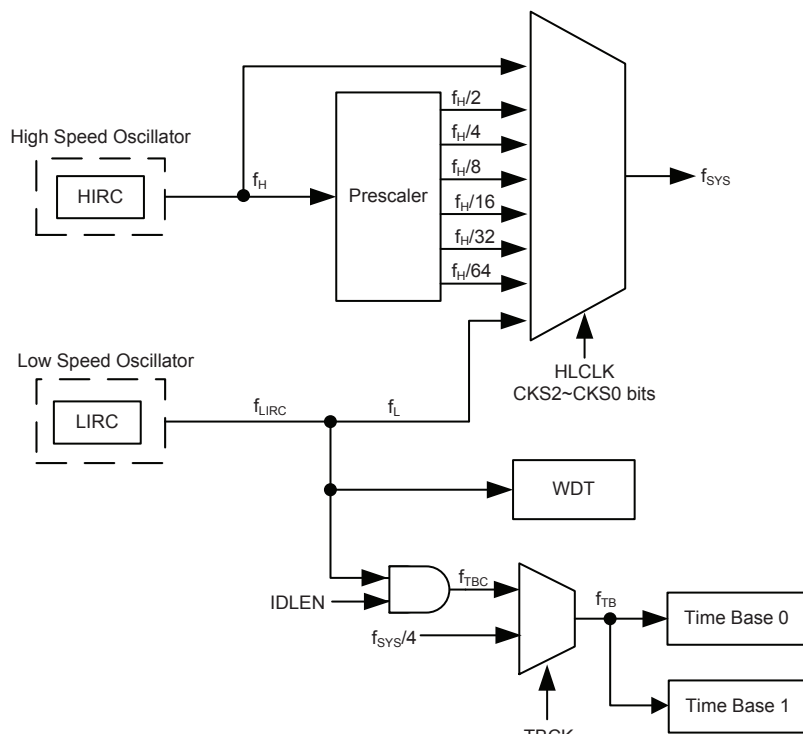 High Speed Oscillator
HIRC
fH
Prescaler
fH/2
fH/4
fH/8
fH/16
fH/32
fH/64
fSYS
HLCLK
CKS2~CKS0 bits
Low Speed Oscillator
LIRC
fLIRC
fL
WDT
IDLEN
fTBC
fSYS/4
fTB
Time Base 0
Time Base 1
TBCK